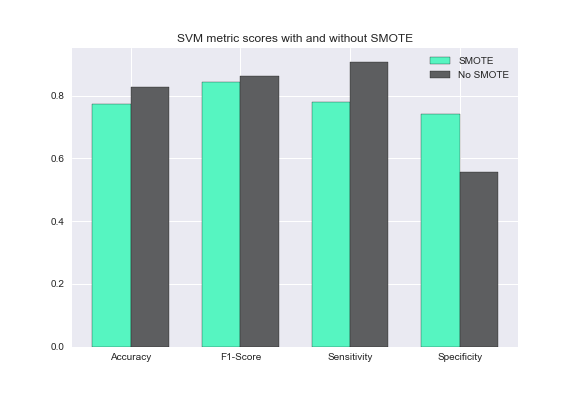 SVM metric scores with and without SMOTE
SMOTE
No SMOTE
0.8
0.6
0.4
0.2
0.0
Accuracy F1-Score Sensitivity Specificity